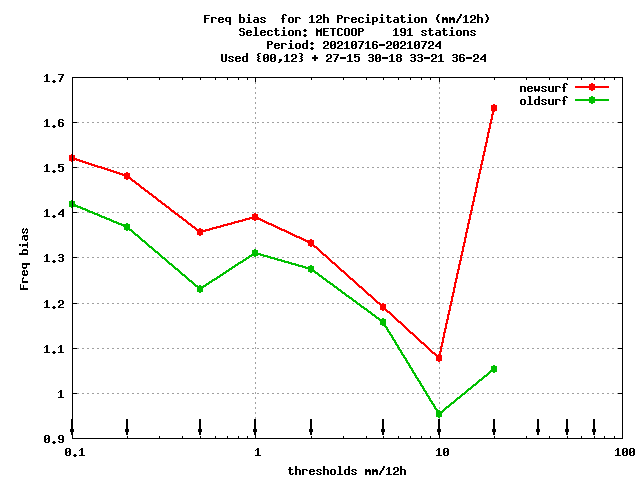 Freq bias  for 12h Precipitation (mm/12h)
Selection: METCOOP    191 stations
Period: 20210716-20210724
Used {00,12} + 27-15 30-18 33-21 36-24
newsurf
oldsurf
Freq bias
1.7
1.6
1.5
1.4
1.3
1.2
1.1
1
0.9
0.1 1 10 100
thresholds mm/12h